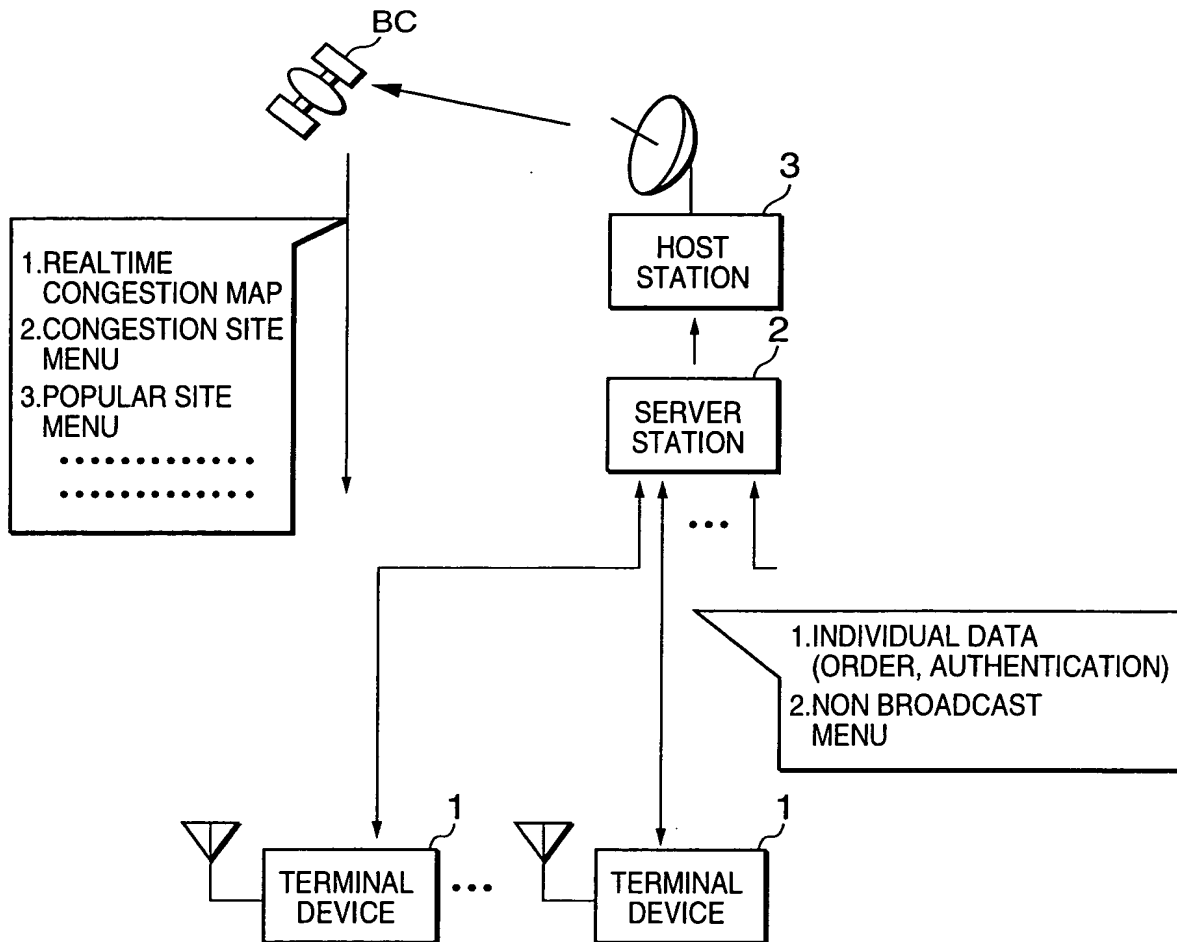 BC
3
HOST
STATION
1.REALTIME
CONGESTION MAP
2.CONGESTION SITE
MENU
3.POPULAR SITE
MENU
••••••••••••••
••••••••••••••
2
SERVER
STATION
•••
1.INDIVIDUAL DATA
(ORDER, AUTHENTICATION)
2.NON BROADCAST
MENU
1
TERMINAL
DEVICE
•••
1
TERMINAL
DEVICE